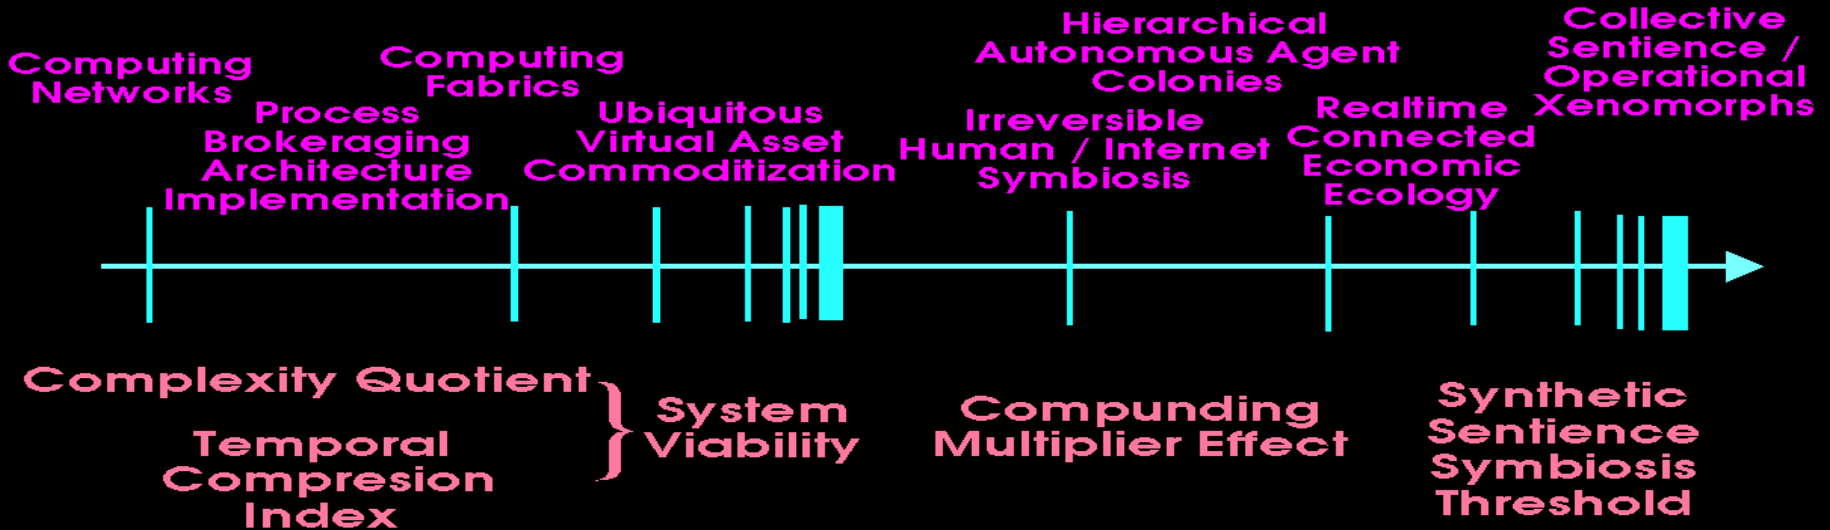 Computing
Networks
Process
Brokeraging
Architecture
Implementation
Computing
Fabrics
Ubiquitous
Virtual Asset
Commoditization
Hierarchical
Autonomous Agent
Colonies
Irreversible
Human / Internet
Symbiosis
Realtime
Connected
Economic
Ecology
Collective
Sentience /
Operational
Xenomorphs
Complexity Quotient
Temporal
Compresion
Index
}
System
Viability
Compunding
Multiplier Effect
Synthetic
Sentience
Symbiosis
Threshold